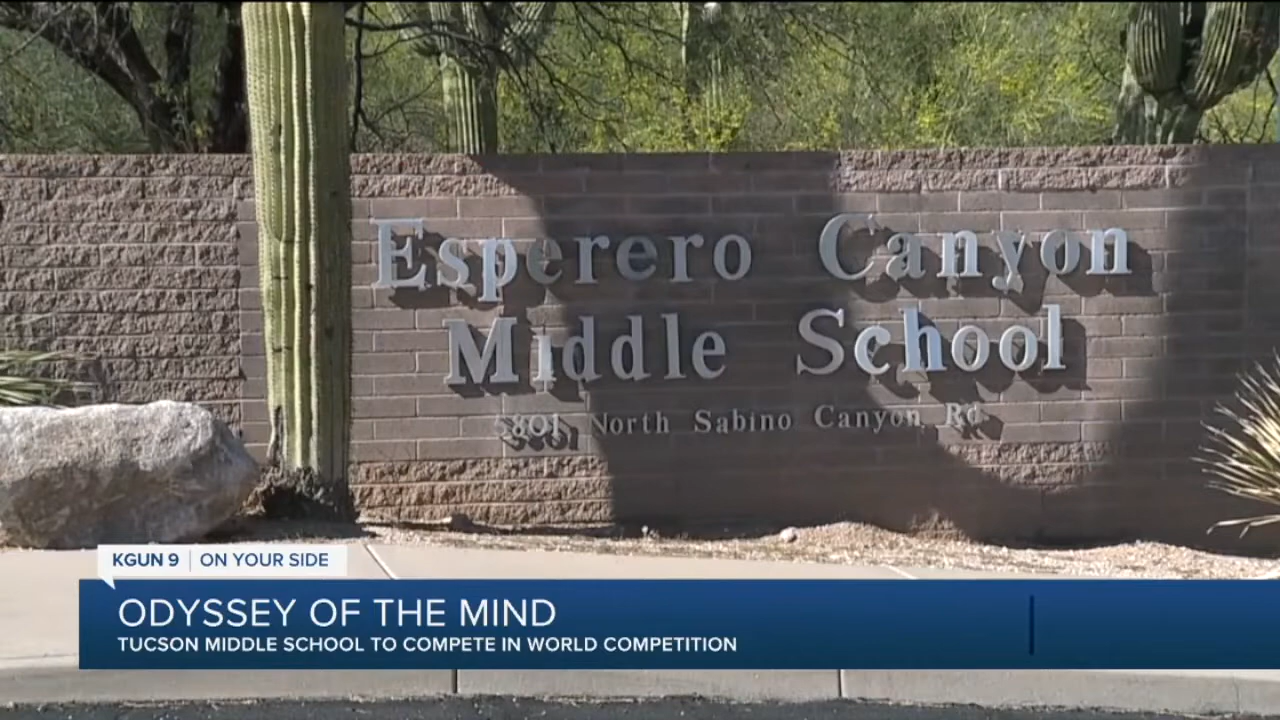 Esperero Canyon
Middle School
5801 North Sabino Canyon Rd
KGUN 9 | ON YOUR SIDE
ODYSSEY OF THE MIND
TUCSON MIDDLE SCHOOL TO COMPETE IN WORLD COMPETITION